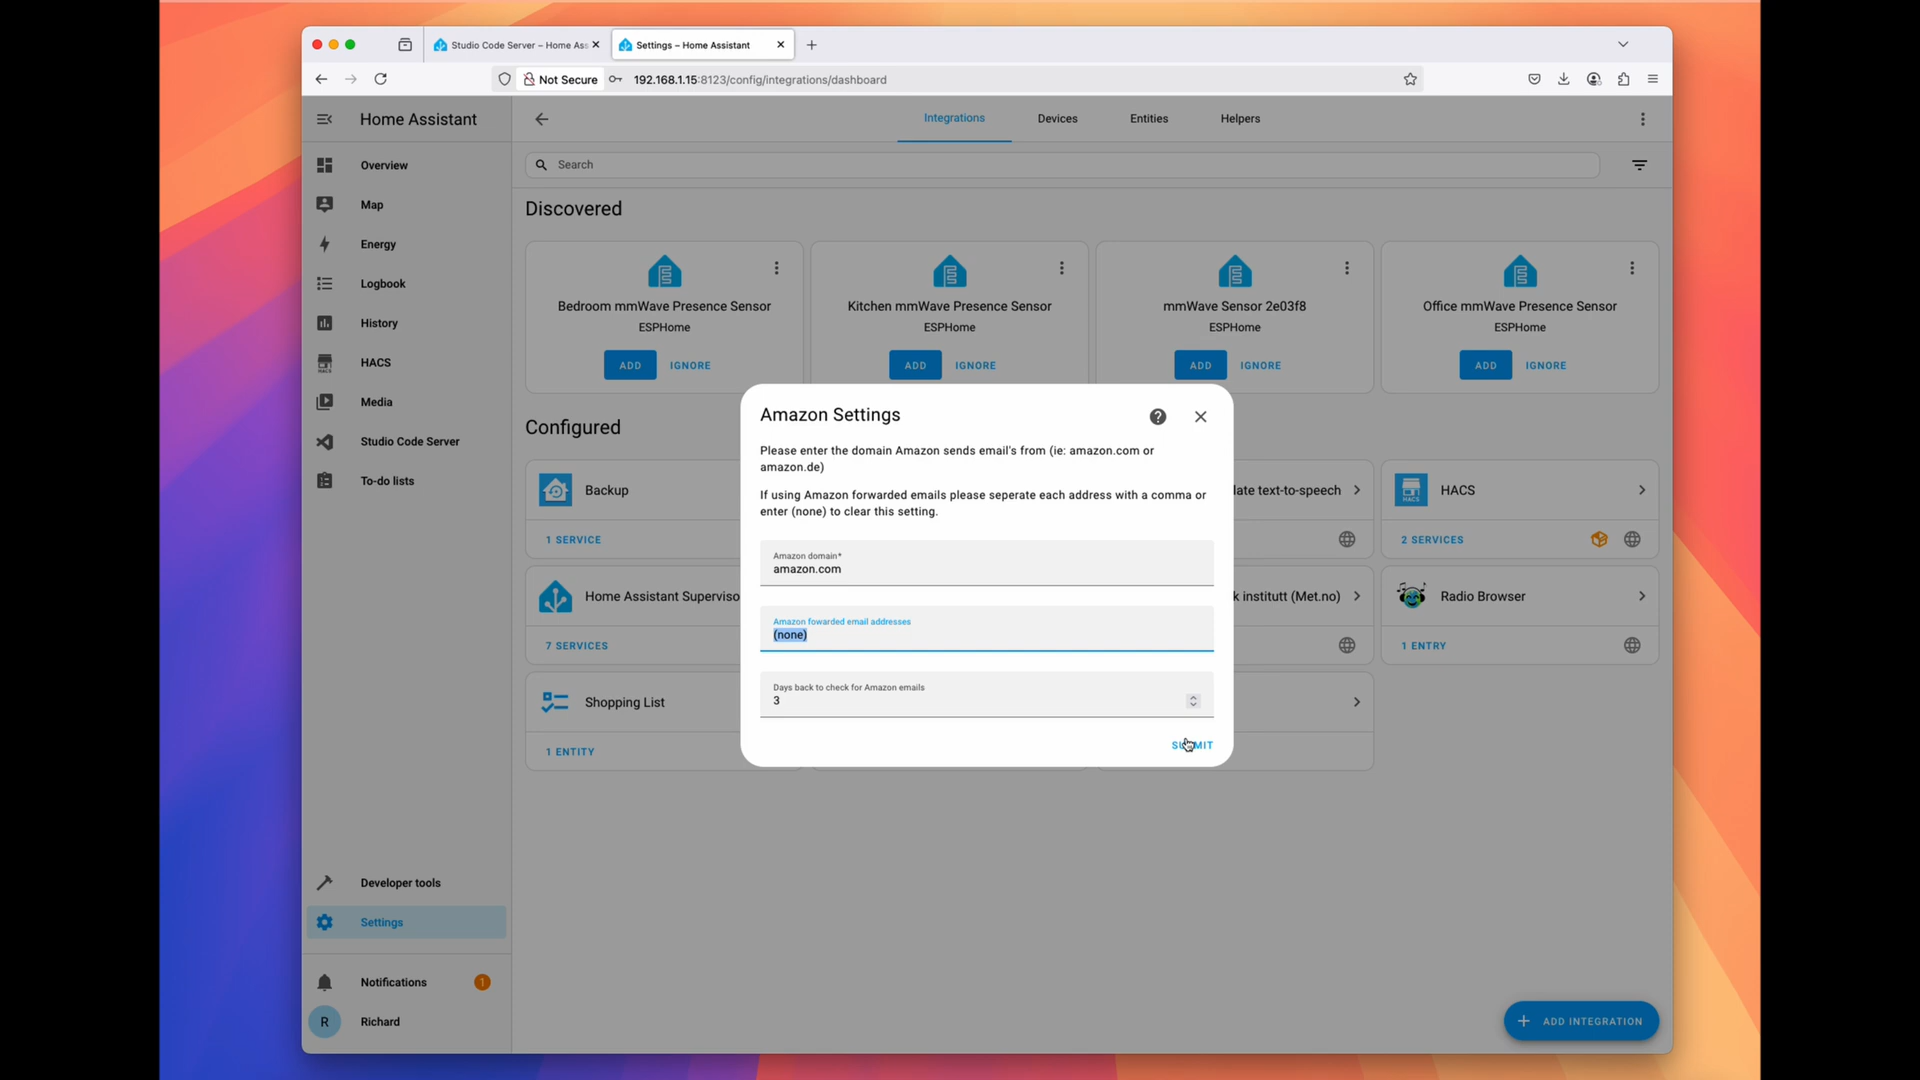 Studio Code Server – Home Ass
Settings – Home Assistant
Not Secure
192.168.1.15:8123/config/integrations/dashboard
Home Assistant
Integrations
Devices
Entities
Helpers
Overview
Map
Energy
Logbook
History
HACS
Media
Studio Code Server
To-do lists
Developer tools
Settings
Notifications
1
R
Richard
Search
Discovered
Bedroom mmWave Presence Sensor
ESPHome
ADD
IGNORE
Kitchen mmWave Presence Sensor
ESPHome
ADD
IGNORE
mmWave Sensor 2e03f8
ESPHome
ADD
IGNORE
Office mmWave Presence Sensor
ESPHome
ADD
IGNORE
Configured
Backup
1 SERVICE
late text-to-speech
HACS
HACS
2 SERVICES
Home Assistant Superviso
7 SERVICES
k institutt (Met.no)
Radio Browser
1 ENTRY
Shopping List
1 ENTITY
Amazon Settings
Please enter the domain Amazon sends email's from (ie: amazon.com or
amazon.de)
If using Amazon forwarded emails please seperate each address with a comma or
enter (none) to clear this setting.
Amazon domain*
amazon.com
Amazon fowarded email addresses
(none)
Days back to check for Amazon emails
3
SUBMIT
ADD INTEGRATION